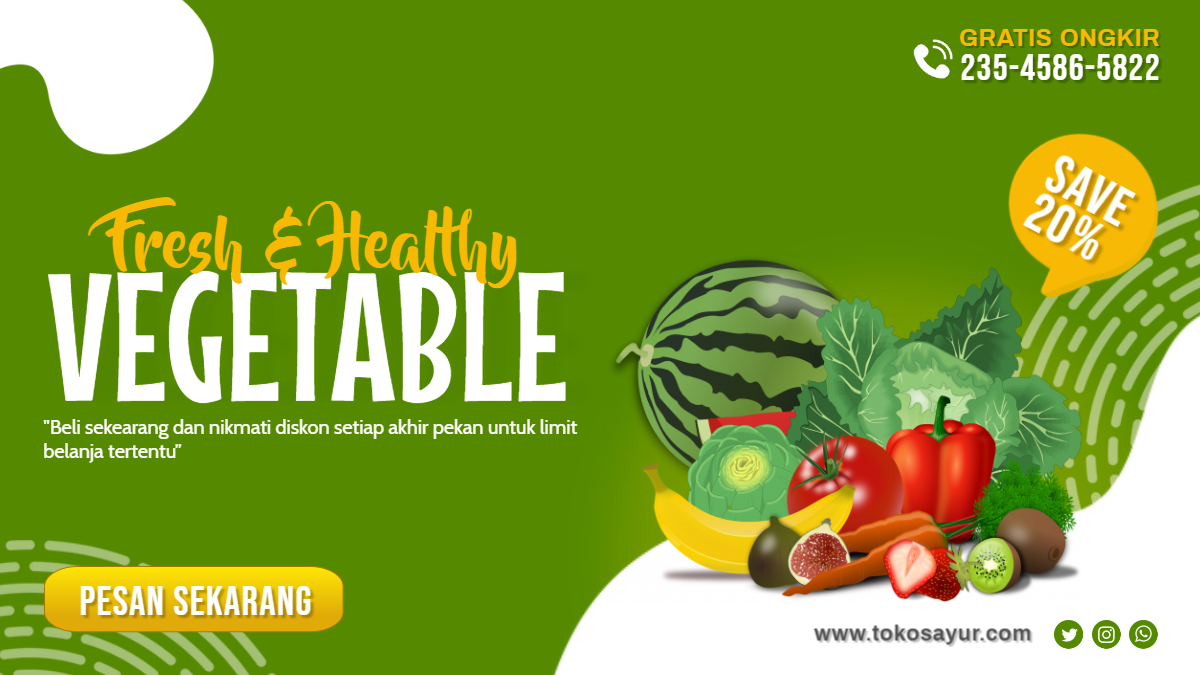 GRATIS ONGKIR
235-4586-5822
SAVE
20%
Fresh & Healthy
VEGETABLE
"Beli sekearang dan nikmati diskon setiap akhir pekan untuk limit
belanja tertentu"
PESAN SEKARANG
www.tokosayur.com